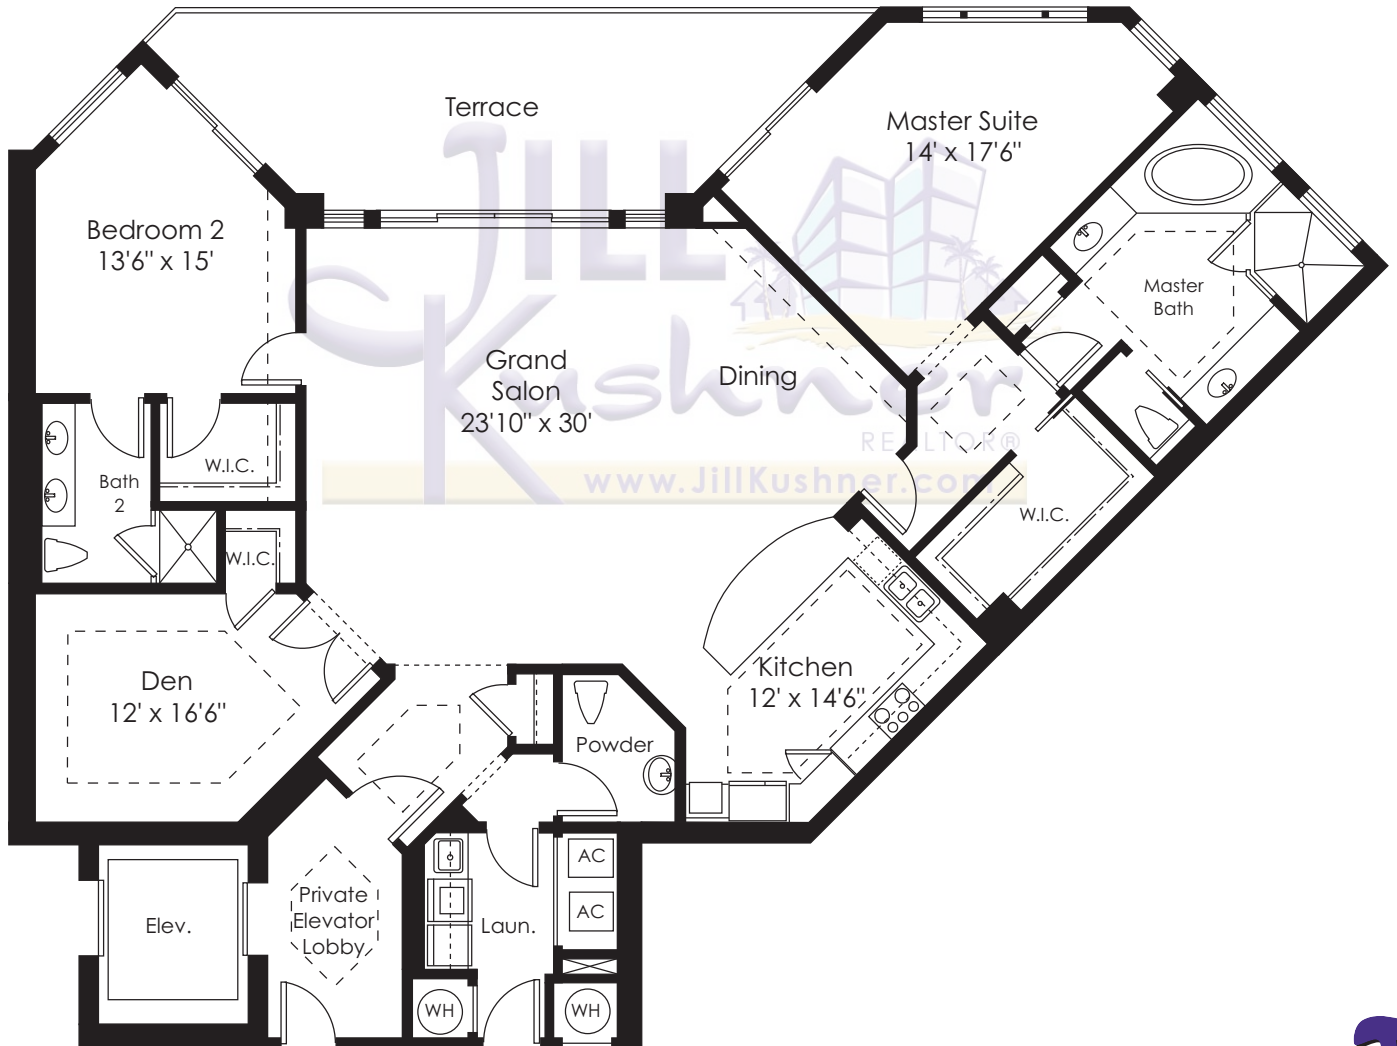 Terrace
Master Suite
14' x 17'6"
Bedroom 2
13'6" x 15'
JILL
Kushner
REALTOR®
www.JillKushner.com
Master
Bath
Grand
Salon
23'10" x 30'
Dining
W.I.C.
Bath
2
W.I.C.
W.I.C.
Den
12' x 16'6"
Kitchen
12' x 14'6"
Powder
Elev.
Private
Elevator
Lobby
Laun.
AC
AC
WH
WH